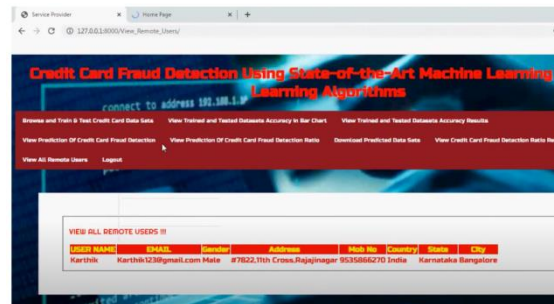 Service Provider
Home Page
127.0.0.1:8000/View_Remote_Users/
Credit Card Fraud Detection Using State-of-the-Art Machine Learning
Learning Algorithms
connect to address 192.188.1.
Browse and Train & Test Credit Card Data Sets View Trained and Tested Datasets Accuracy in Bar Chart View Trained and Tested Datasets Accuracy Results
View Prediction Of Credit Card Fraud Detection View Prediction Of Credit Card Fraud Detection Ratio Download Predicted Data Sets View Credit Card Fraud Detection Ratio Re
View All Remote Users Logout
VIEW ALL REMOTE USERS !!!
USER NAME EMAIL Gender Address Mob No Country State City
Karthik Karthik123@gmail.com Male #7822,11th Cross,Rajajinagar 9535866270 India Karnataka Bangalore